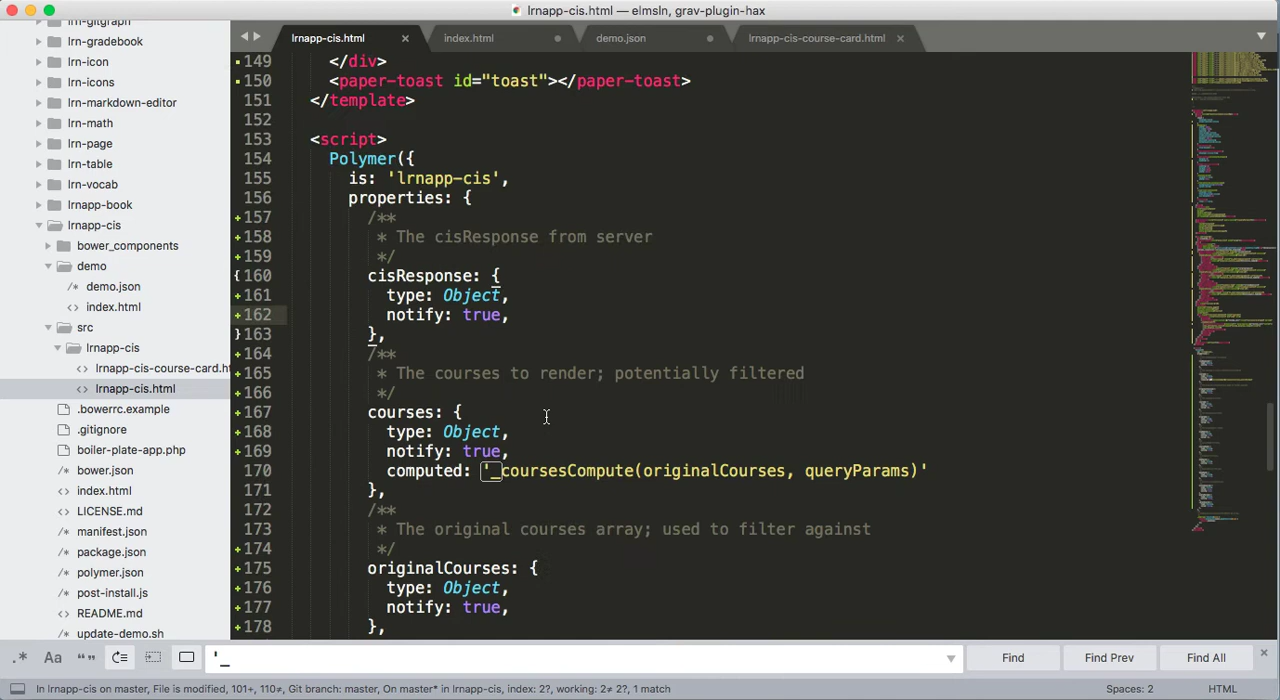 lrnapp-cis.html — elmsln, grav-plugin-hax
lrn-gitgraph
lrn-gradebook
lrn-icon
lrn-icons
lrn-markdown-editor
lrn-math
lrn-page
lrn-table
lrn-vocab
lrnapp-book
lrnapp-cis
bower_components
demo
demo.json
index.html
src
lrnapp-cis
lrnapp-cis-course-card.h
lrnapp-cis.html
.bowerrc.example
.gitignore
boiler-plate-app.php
bower.json
index.html
LICENSE.md
manifest.json
package.json
polymer.json
post-install.js
README.md
update-demo.sh
lrnapp-cis.html × index.html demo.json lrnapp-cis-course-card.html ×
149 </div>
150 <paper-toast id="toast"></paper-toast>
151 </template>
152
153 <script>
154 Polymer({
155 is: 'lrnapp-cis',
156 properties: {
157 /**
158 * The cisResponse from server
159 */
160 cisResponse: {
161 type: Object,
162 notify: true,
163 },
164 /**
165 * The courses to render; potentially filtered
166 */
167 courses: {
168 type: Object,
169 notify: true,
170 computed: '_coursesCompute(originalCourses, queryParams)'
171 },
172 /**
173 * The original courses array; used to filter against
174 */
175 originalCourses: {
176 type: Object,
177 notify: true,
178 },
.* Aa “” '_ Find Find Prev Find All ×
In lrnapp-cis on master, File is modified, 101+, 110≠, Git branch: master, On master* in lrnapp-cis, index: 2?, working: 2≠ 2?, 1 match Spaces: 2 HTML